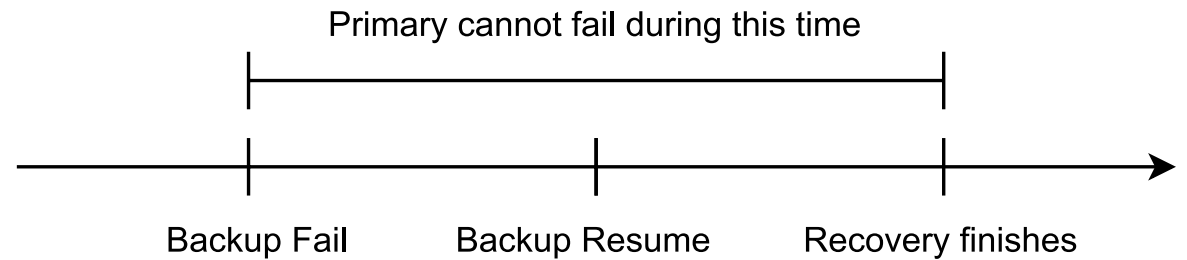 Primary cannot fail during this time
Backup Fail
Backup Resume
Recovery finishes